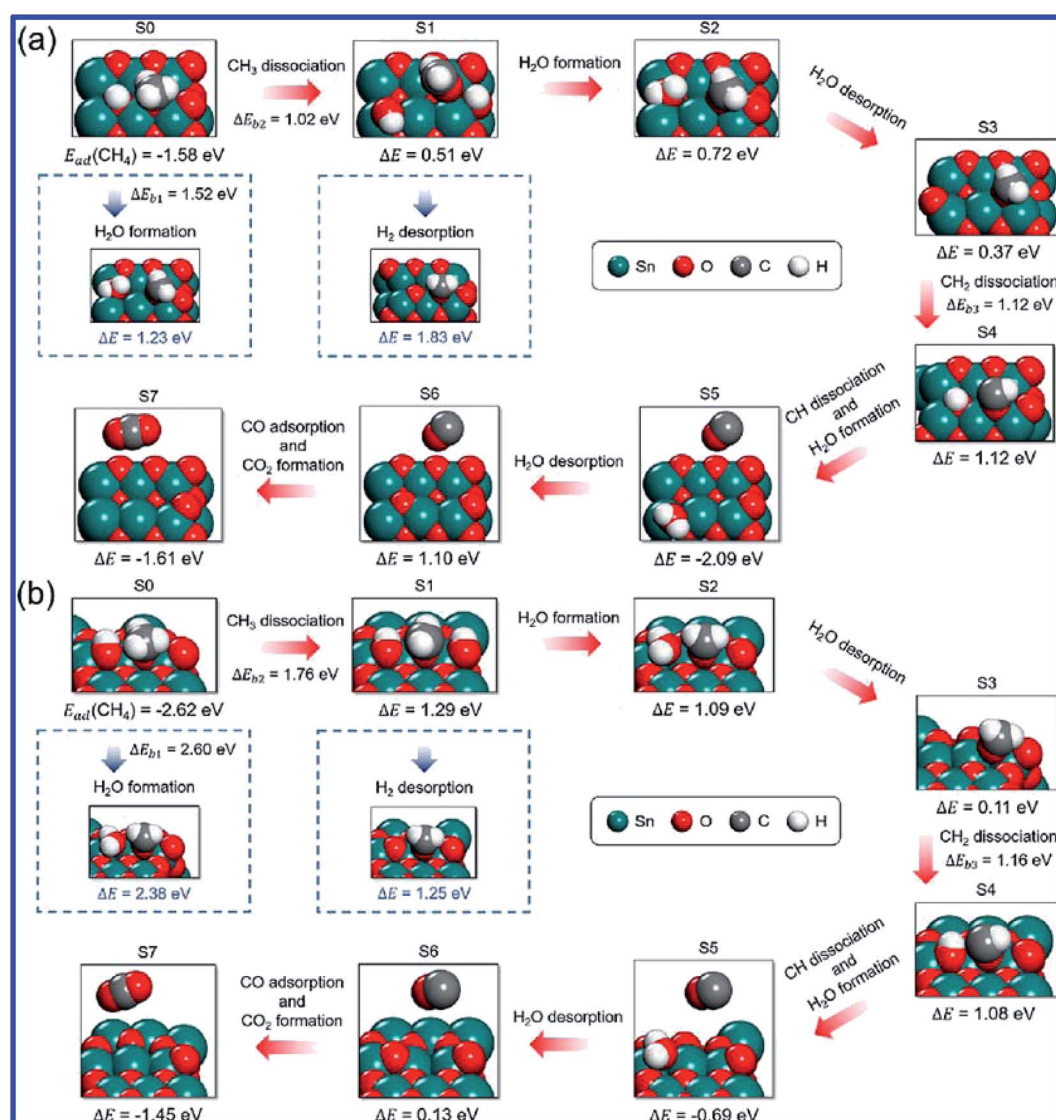 (a)
S0
CH₃ dissociation
ΔE_b2 = 1.02 eV
S1
H₂O formation
S2
H₂O desorption
E_ad(CH₄) = -1.58 eV
ΔE = 0.51 eV
ΔE = 0.72 eV
S3
ΔE_b1 = 1.52 eV
H₂O formation
ΔE = 1.23 eV
H₂ desorption
ΔE = 1.83 eV
Sn O C H
ΔE = 0.37 eV
CH₂ dissociation
ΔE_b3 = 1.12 eV
S4
ΔE = 1.12 eV
CH dissociation
and
H₂O formation
S5
ΔE = -2.09 eV
H₂O desorption
S6
ΔE = 1.10 eV
CO adsorption
and
CO₂ formation
S7
ΔE = -1.61 eV
(b)
S0
CH₃ dissociation
ΔE_b2 = 1.76 eV
S1
H₂O formation
S2
H₂O desorption
E_ad(CH₄) = -2.62 eV
ΔE = 1.29 eV
ΔE = 1.09 eV
S3
ΔE_b1 = 2.60 eV
H₂O formation
ΔE = 2.38 eV
H₂ desorption
ΔE = 1.25 eV
Sn O C H
ΔE = 0.11 eV
CH₂ dissociation
ΔE_b3 = 1.16 eV
S4
ΔE = 1.08 eV
CH dissociation
and
H₂O formation
S5
ΔE = -0.69 eV
H₂O desorption
S6
ΔE = 0.13 eV
CO adsorption
and
CO₂ formation
S7
ΔE = -1.45 eV